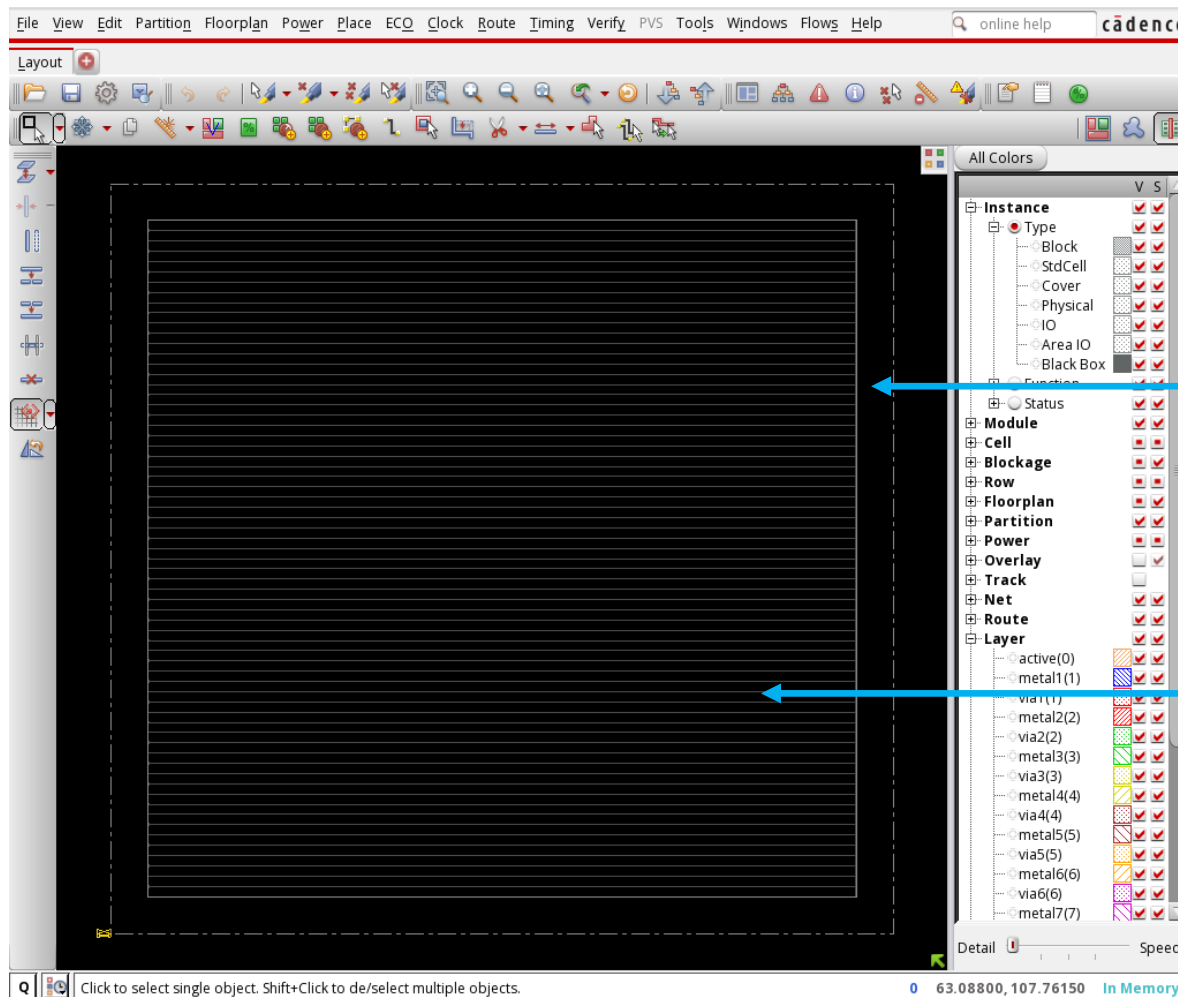 File View Edit Partition Floorplan Power Place ECO Clock Route Timing Verify PVS Tools Windows Flows Help online help cādence
Layout
All Colors
V S
Instance
Type
Block
StdCell
Cover
Physical
IO
Area IO
Black Box
Function
Status
Module
Cell
Blockage
Row
Floorplan
Partition
Power
Overlay
Track
Net
Route
Layer
active(0)
metal1(1)
via1(1)
metal2(2)
via2(2)
metal3(3)
via3(3)
metal4(4)
via4(4)
metal5(5)
via5(5)
metal6(6)
via6(6)
metal7(7)
Detail Speed
Q Click to select single object. Shift+Click to de/select multiple objects. 0 63.08800, 107.76150 In Memory